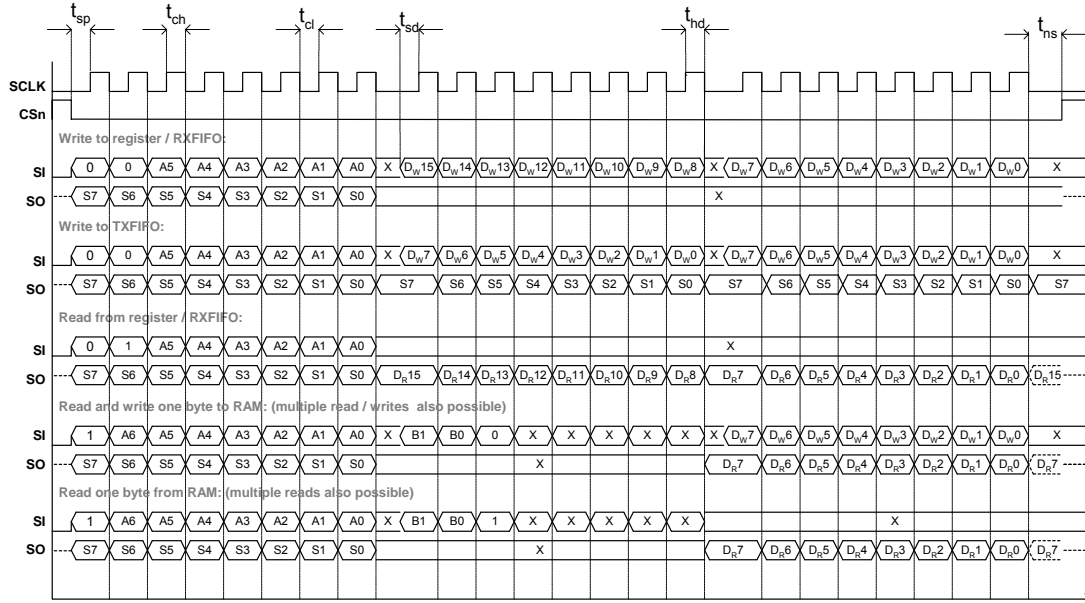 tsp tch tcl tsd thd tns
SCLK
CSn
Write to register / RXFIFO:
SI 0 0 A5 A4 A3 A2 A1 A0 X DW15 DW14 DW13 DW12 DW11 DW10 DW9 DW8 X DW7 DW6 DW5 DW4 DW3 DW2 DW1 DW0 X
SO S7 S6 S5 S4 S3 S2 S1 S0 X
Write to TXFIFO:
SI 0 0 A5 A4 A3 A2 A1 A0 X DW7 DW6 DW5 DW4 DW3 DW2 DW1 DW0 X DW7 DW6 DW5 DW4 DW3 DW2 DW1 DW0 X
SO S7 S6 S5 S4 S3 S2 S1 S0 S7 S6 S5 S4 S3 S2 S1 S0 S7 S6 S5 S4 S3 S2 S1 S0 S7
Read from register / RXFIFO:
SI 0 1 A5 A4 A3 A2 A1 A0 X
SO S7 S6 S5 S4 S3 S2 S1 S0 DR15 DR14 DR13 DR12 DR11 DR10 DR9 DR8 DR7 DR6 DR5 DR4 DR3 DR2 DR1 DR0 DR15
Read and write one byte to RAM: (multiple read / writes also possible)
SI 1 A6 A5 A4 A3 A2 A1 A0 X B1 B0 0 X X X X X X DW7 DW6 DW5 DW4 DW3 DW2 DW1 DW0 X
SO S7 S6 S5 S4 S3 S2 S1 S0 X DR7 DR6 DR5 DR4 DR3 DR2 DR1 DR0 DR7
Read one byte from RAM: (multiple reads also possible)
SI 1 A6 A5 A4 A3 A2 A1 A0 X B1 B0 1 X X X X X X
SO S7 S6 S5 S4 S3 S2 S1 S0 X DR7 DR6 DR5 DR4 DR3 DR2 DR1 DR0 DR7